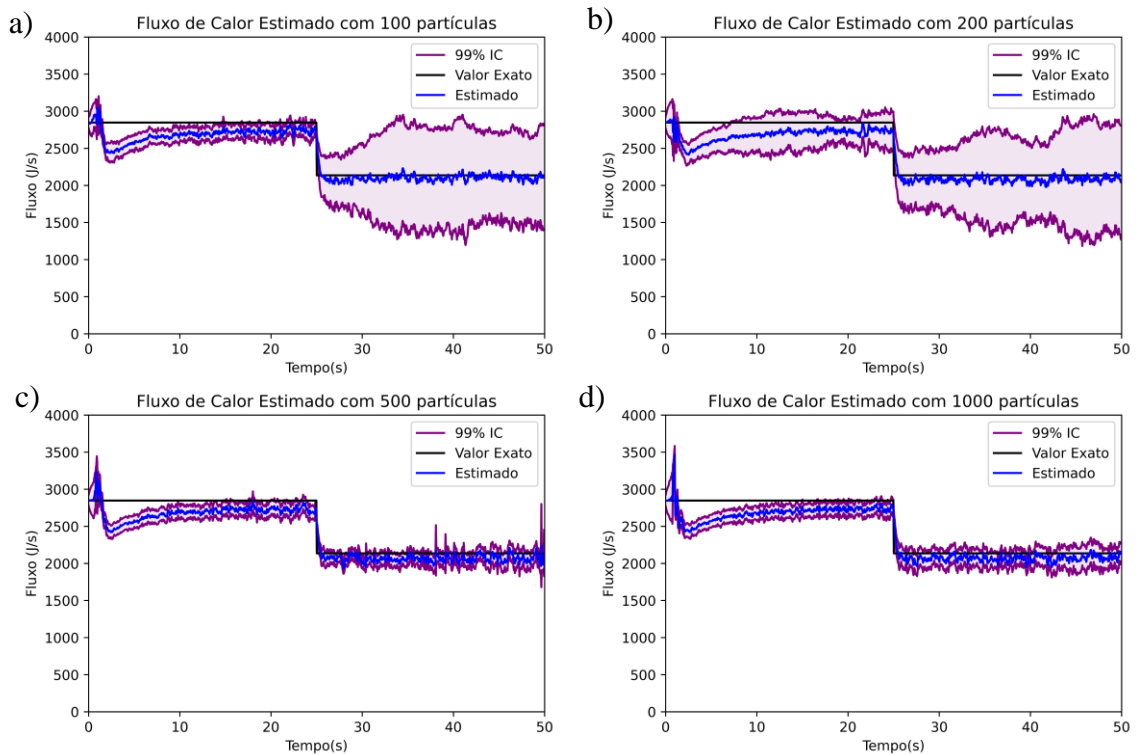 a)
Fluxo de Calor Estimado com 100 partículas
4000
3500
3000
2500
2000
1500
1000
500
0
Fluxo (J/s)
99% IC
Valor Exato
Estimado
0 10 20 30 40 50
Tempo(s)
b)
Fluxo de Calor Estimado com 200 partículas
4000
3500
3000
2500
2000
1500
1000
500
0
Fluxo (J/s)
99% IC
Valor Exato
Estimado
0 10 20 30 40 50
Tempo(s)
c)
Fluxo de Calor Estimado com 500 partículas
4000
3500
3000
2500
2000
1500
1000
500
0
Fluxo (J/s)
99% IC
Valor Exato
Estimado
0 10 20 30 40 50
Tempo(s)
d)
Fluxo de Calor Estimado com 1000 partículas
4000
3500
3000
2500
2000
1500
1000
500
0
Fluxo (J/s)
99% IC
Valor Exato
Estimado
0 10 20 30 40 50
Tempo(s)